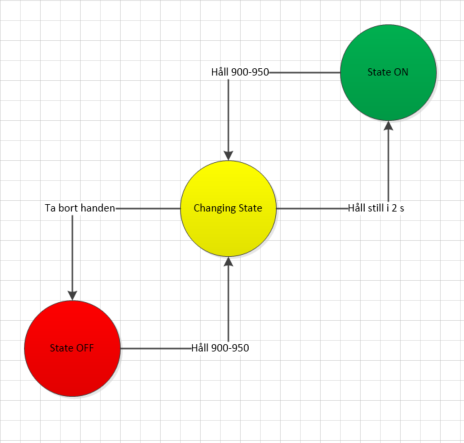 Håll 900-950
State ON
Ta bort handen
Changing State
Håll still i 2 s
State OFF
Håll 900-950